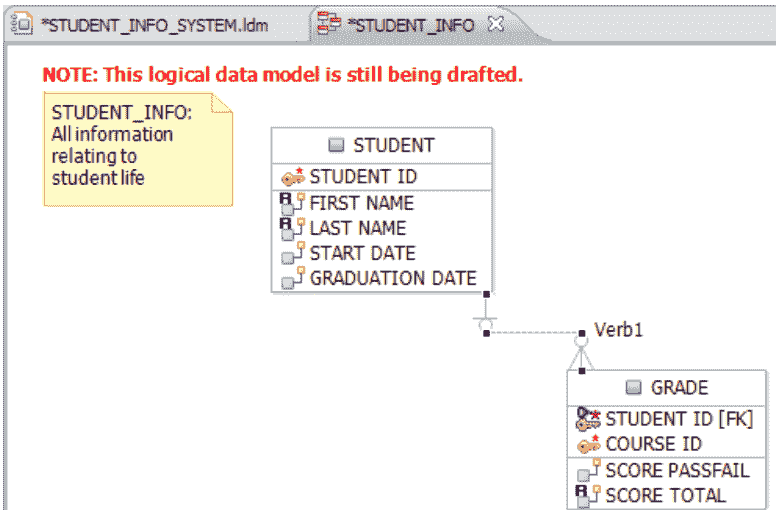 *STUDENT_INFO_SYSTEM.ldm
*STUDENT_INFO
NOTE: This logical data model is still being drafted.
STUDENT_INFO:
All information
relating to
student life
STUDENT
STUDENT ID
FIRST NAME
LAST NAME
START DATE
GRADUATION DATE
Verb1
GRADE
STUDENT ID [FK]
COURSE ID
SCORE PASSFAIL
SCORE TOTAL